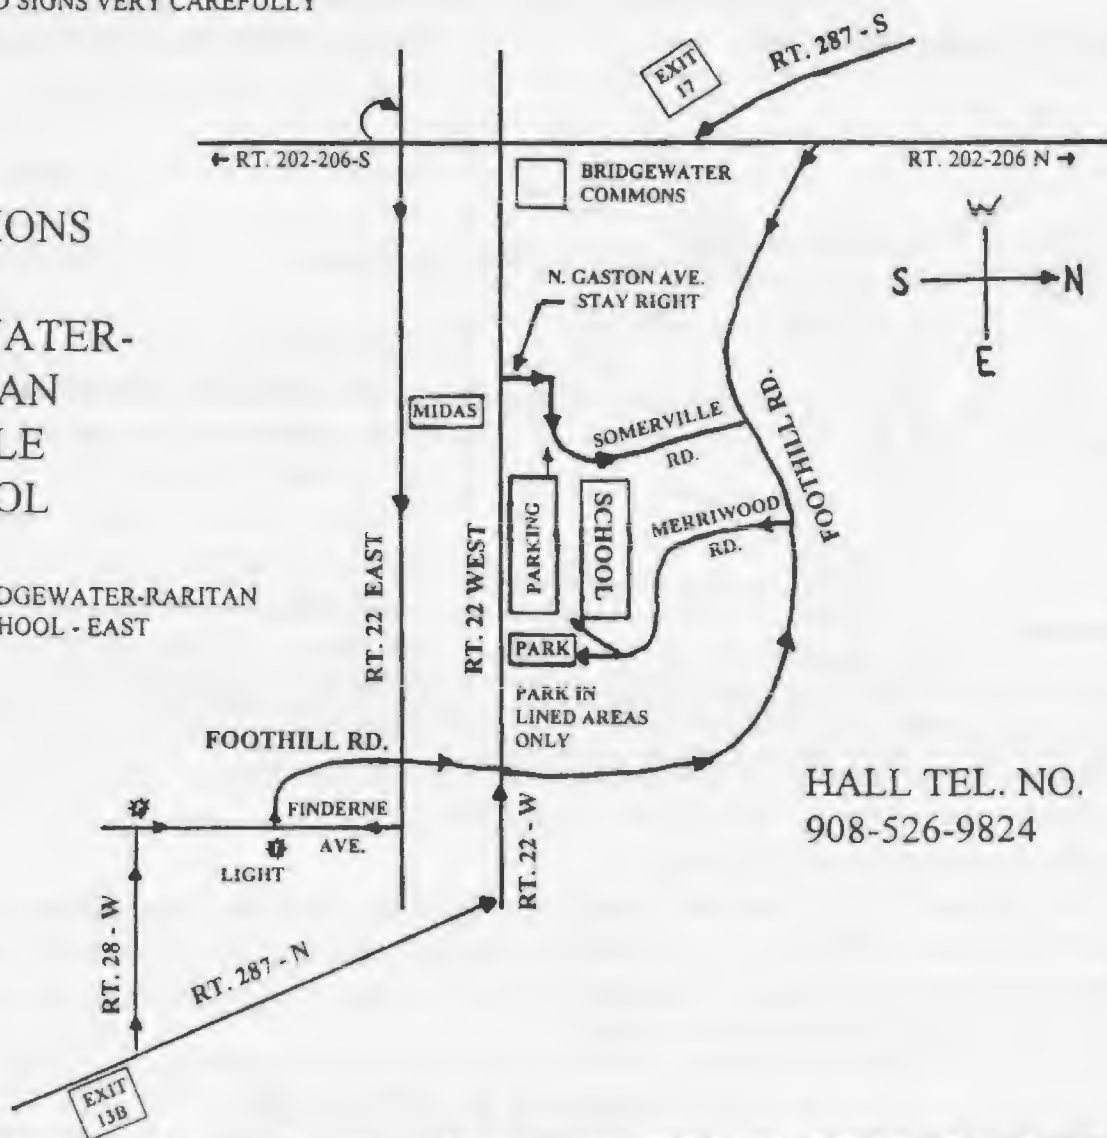 SIGNS VERY CAREFULLY
RT. 287 - S
EXIT
17
← RT. 202-206-S
RT. 202-206 N →
BRIDGEWATER
COMMONS
W
S
N
E
N. GASTON AVE.
STAY RIGHT
MIDAS
SOMERVILLE
RD.
FOOTHILL RD.
MERRIWOOD
RD.
PARKING
SCHOOL
RT. 22 EAST
RT. 22 WEST
PARK
PARK IN
LINED AREAS
ONLY
FOOTHILL RD.
FINDERNE
AVE.
LIGHT
RT. 22 - W
RT. 28 - W
RT. 287 - N
EXIT
13B
HALL TEL. NO.
908-526-9824
IONS
WATER-
AN
LE
OL
DGEWATER-RARITAN
HOOL - EAST